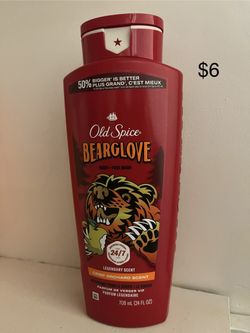 $6
50% BIGGER* IS BETTER
PLUS GRAND*, C'EST MIEUX
Old Spice
BEARGLOVE
24/7
LEGENDARY SCENT
CRISP ORCHARD SCENT
PARFUM DE VERGER VIF
PARFUM LÉGENDAIRE
709 mL (24 FL OZ)